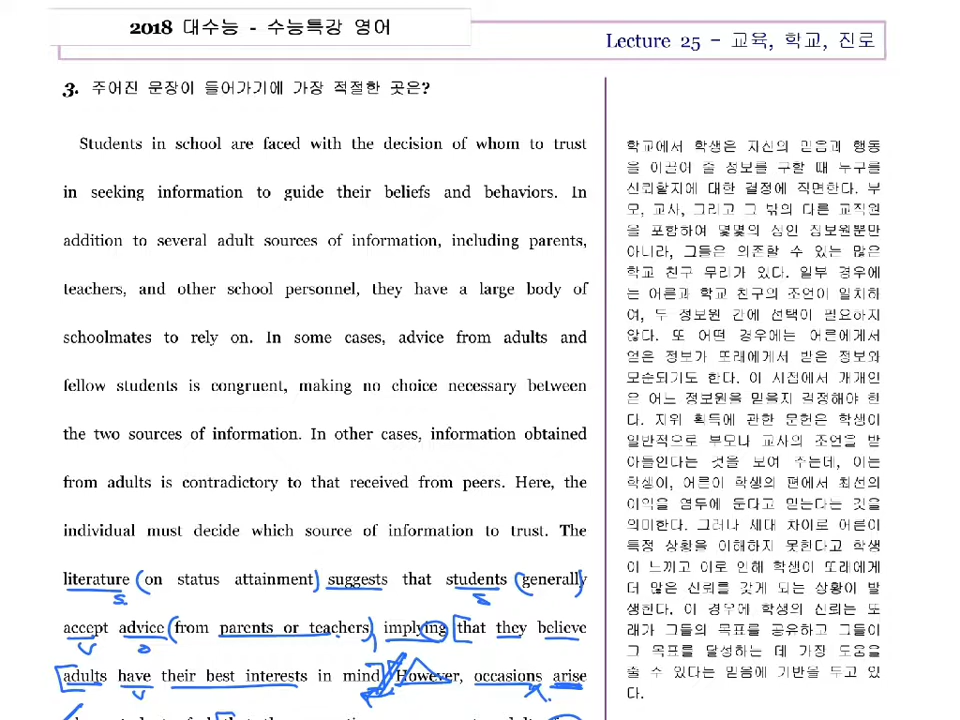 2018 대수능 - 수능특강 영어
Lecture 25 - 교육, 학교, 진로
3. 주어진 문장이 들어가기에 가장 적절한 곳은?
Students in school are faced with the decision of whom to trust
in seeking information to guide their beliefs and behaviors. In
addition to several adult sources of information, including parents,
teachers, and other school personnel, they have a large body of
schoolmates to rely on. In some cases, advice from adults and
fellow students is congruent, making no choice necessary between
the two sources of information. In other cases, information obtained
from adults is contradictory to that received from peers. Here, the
individual must decide which source of information to trust. The
literature (on status attainment) suggests that students (generally
accept advice (from parents or teachers) implying [that they believe
[adults have their best interests in mind] However, occasions arise
S
S
V
O
V
학교에서 학생은 자신의 믿음과 행동
을 이끌어 줄 정보를 구할 때 누구를
신뢰할지에 대한 결정에 직면한다. 부
모, 교사, 그리고 그 밖의 다른 교직원
을 포함하여 몇몇의 성인 정보원뿐만
아니라, 그들은 의존할 수 있는 많은
학교 친구 무리가 있다. 일부 경우에
는 어른과 학교 친구의 조언이 일치하
여, 두 정보원 간에 선택이 필요하지
않다. 또 어떤 경우에는 어른에게서
얻은 정보가 또래에게서 받은 정보와
모순되기도 한다. 이 시점에서 개개인
은 어느 정보원을 믿을지 결정해야 한
다. 지위 획득에 관한 문헌은 학생이
일반적으로 부모나 교사의 조언을 받
아들인다는 것을 보여 주는데, 이는
학생이, 어른이 학생의 편에서 최선의
이익을 염두에 둔다고 믿는다는 것을
의미한다. 그러나 세대 차이로 어른이
특정 상황을 이해하지 못한다고 학생
이 느끼고 이로 인해 학생이 또래에게
더 많은 신뢰를 갖게 되는 상황이 발
생한다. 이 경우에 학생의 신뢰는 또
래가 그들의 목표를 공유하고 그들이
그 목표를 달성하는 데 가장 도움을
줄 수 있다는 믿음에 기반을 두고 있
다.